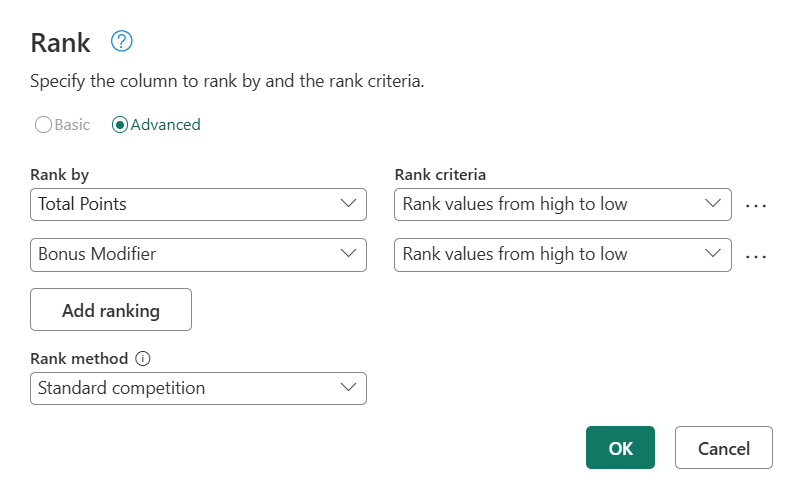 Rank
Specify the column to rank by and the rank criteria.
Basic Advanced
Rank by Rank criteria
Total Points Rank values from high to low
Bonus Modifier Rank values from high to low
Add ranking
Rank method
Standard competition
OK Cancel